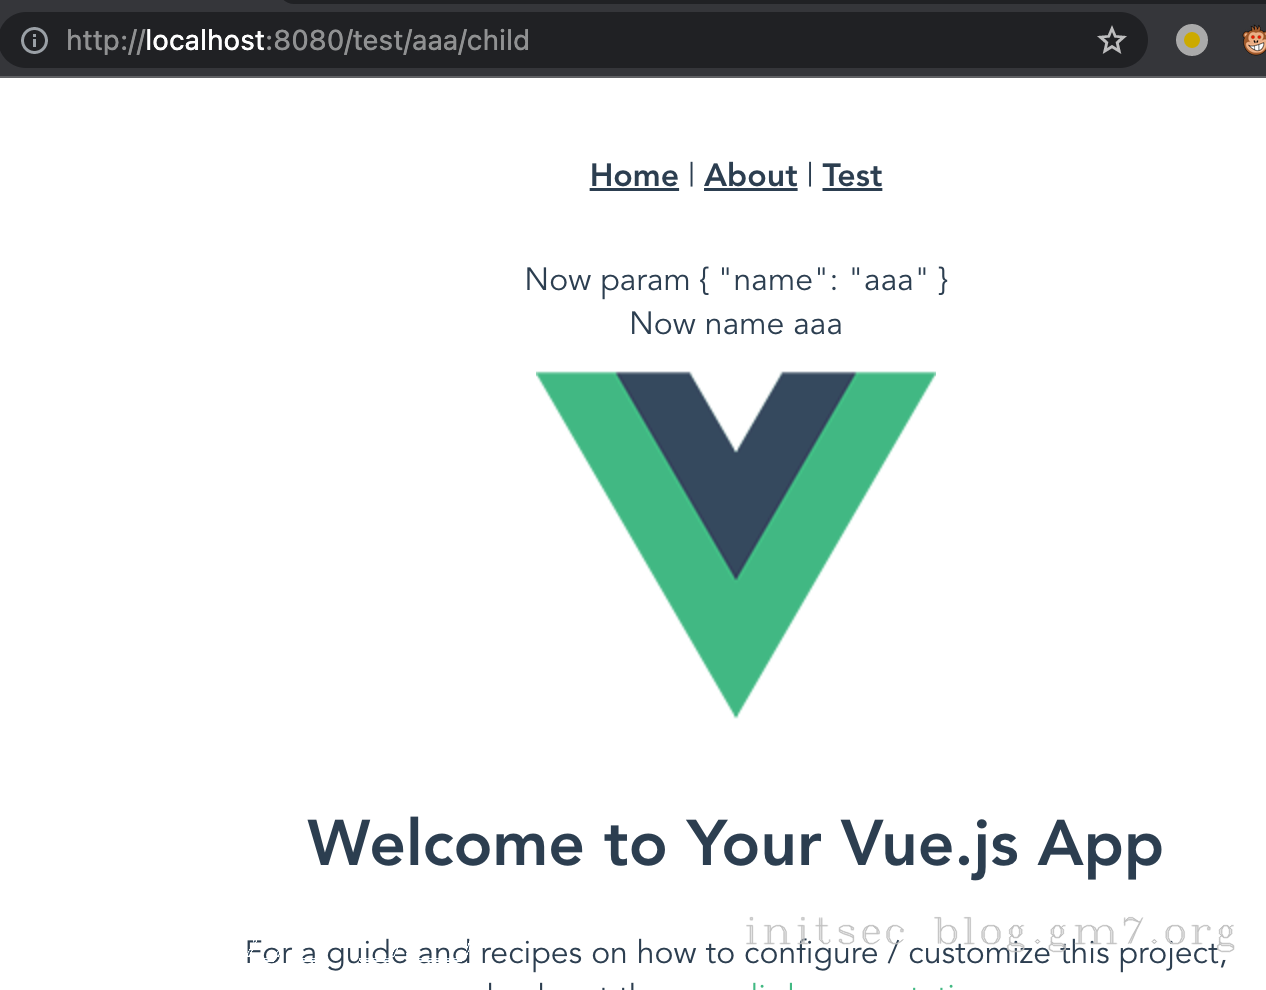 http://localhost:8080/test/aaa/child
Home | About | Test
Now param { "name": "aaa" }
Now name aaa
Welcome to Your Vue.js App
initsec blog.gm7.org
For a guide and recipes on how to configure / customize this project,